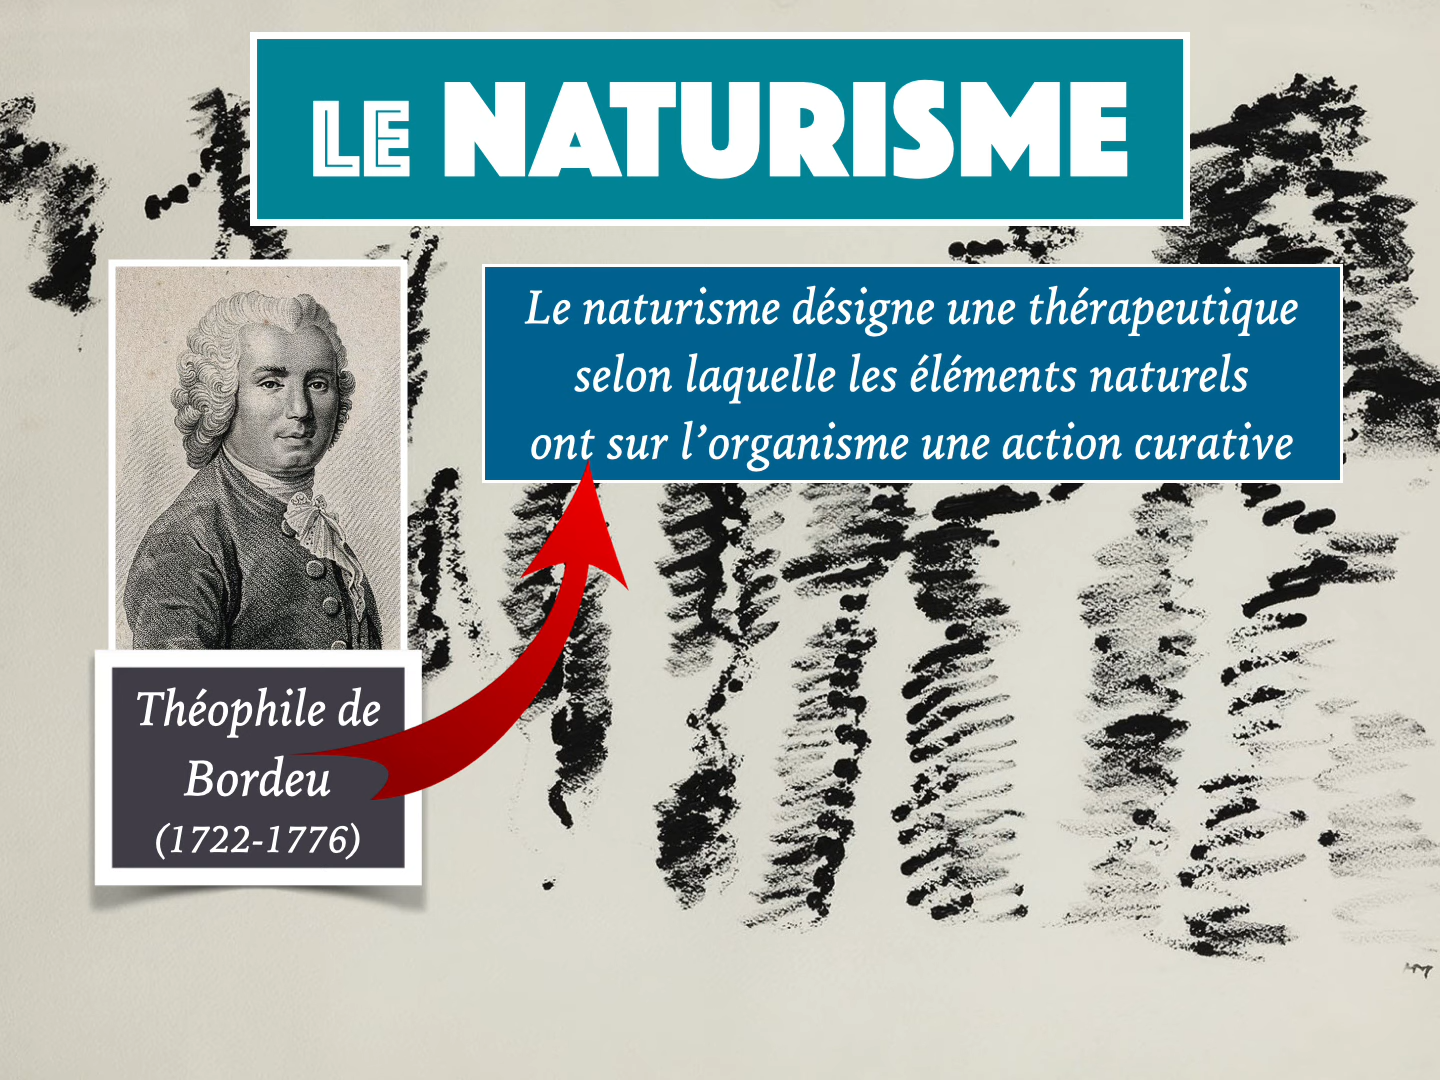 LE NATURISME
Le naturisme désigne une thérapeutique
selon laquelle les éléments naturels
ont sur l’organisme une action curative
Théophile de
Bordeu
(1722-1776)
HM